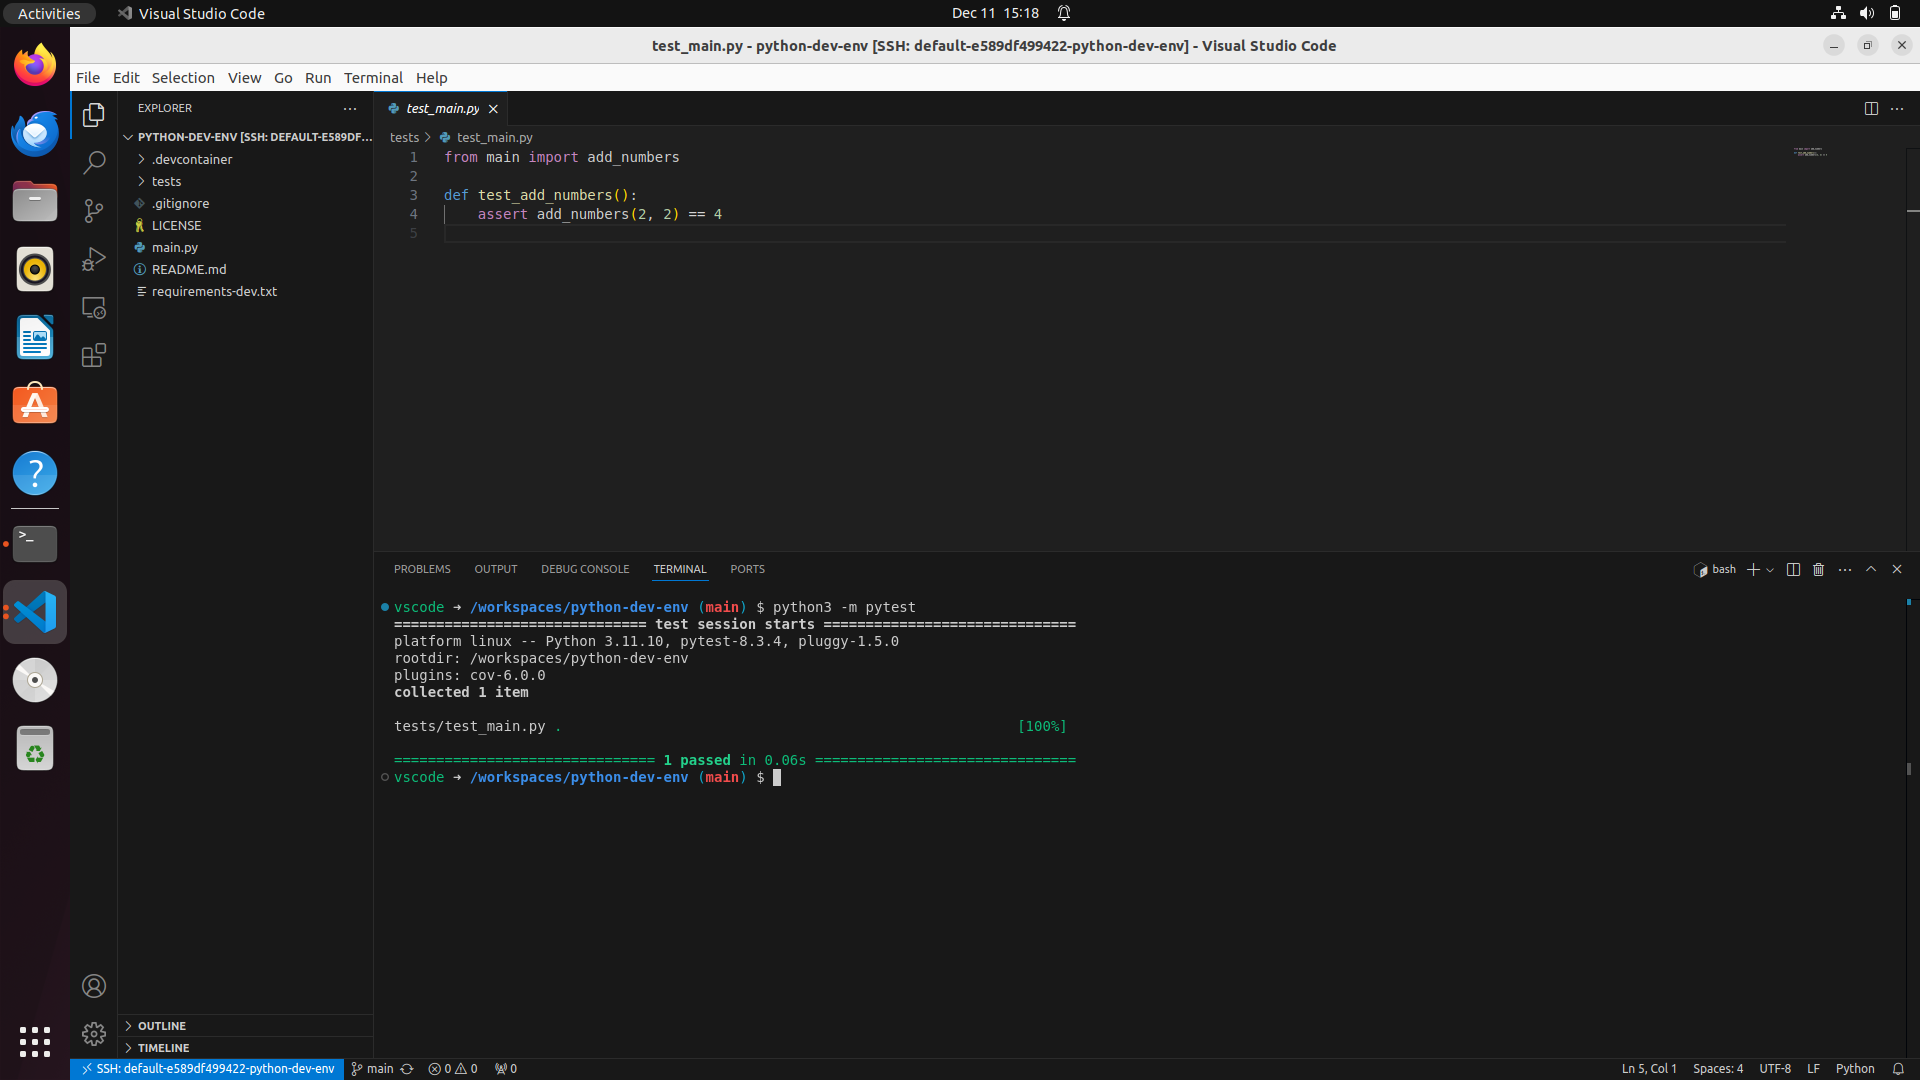 Activities
Visual Studio Code
Dec 11 15:18
test_main.py - python-dev-env [SSH: default-e589df499422-python-dev-env] - Visual Studio Code
File Edit Selection View Go Run Terminal Help
EXPLORER
test_main.py
PYTHON-DEV-ENV [SSH: DEFAULT-E589DF...
.devcontainer
tests
.gitignore
LICENSE
main.py
README.md
requirements-dev.txt
tests > test_main.py
1 from main import add_numbers
2
3 def test_add_numbers():
4 assert add_numbers(2, 2) == 4
5
PROBLEMS OUTPUT DEBUG CONSOLE TERMINAL PORTS
bash
vscode ➜ /workspaces/python-dev-env (main) $ python3 -m pytest
============================== test session starts ==============================
platform linux -- Python 3.11.10, pytest-8.3.4, pluggy-1.5.0
rootdir: /workspaces/python-dev-env
plugins: cov-6.0.0
collected 1 item
tests/test_main.py . [100%]
=============================== 1 passed in 0.06s ===============================
vscode ➜ /workspaces/python-dev-env (main) $
OUTLINE
TIMELINE
SSH: default-e589df499422-python-dev-env
main
0 0
0
Ln 5, Col 1
Spaces: 4
UTF-8
LF
Python